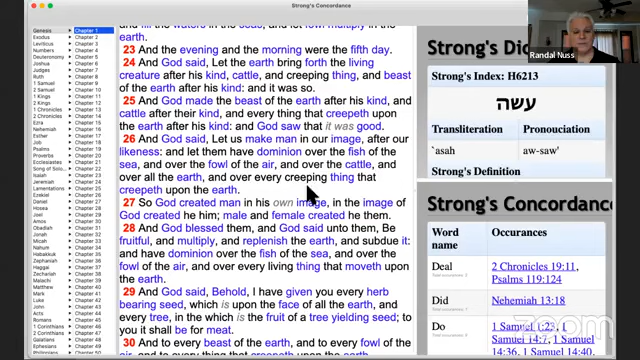 Strong's Concordance
Genesis
Exodus
Leviticus
Numbers
Deuteronomy
Joshua
Judges
Ruth
1 Samuel
2 Samuel
1 Kings
2 Kings
1 Chronicles
2 Chronicles
Ezra
Nehemiah
Esther
Job
Psalms
Proverbs
Ecclesiastes
Song of Solo
Isaiah
Jeremiah
Lamentations
Ezekiel
Daniel
Hosea
Joel
Amos
Obadiah
Jonah
Micah
Nahum
Habakkuk
Zephaniah
Haggai
Zechariah
Malachi
Matthew
Mark
Luke
John
Acts
Romans
1 Corinthians
2 Corinthians
Galatians
Chapter 1
Chapter 2
Chapter 3
Chapter 4
Chapter 5
Chapter 6
Chapter 7
Chapter 8
Chapter 9
Chapter 10
Chapter 11
Chapter 12
Chapter 13
Chapter 14
Chapter 15
Chapter 16
Chapter 17
Chapter 18
Chapter 19
Chapter 20
Chapter 21
Chapter 22
Chapter 23
Chapter 24
Chapter 25
Chapter 26
Chapter 27
Chapter 28
Chapter 29
Chapter 30
Chapter 31
Chapter 32
Chapter 33
Chapter 34
Chapter 35
Chapter 36
Chapter 37
Chapter 38
Chapter 39
Chapter 40
Chapter 41
Chapter 42
Chapter 43
Chapter 44
Chapter 45
Chapter 46
Chapter 47
Chapter 48
Chapter 49
Chapter 50
and fill the waters in the seas, and let fowl multiply in the
earth.
23 And the evening and the morning were the fifth day.
24 And God said, Let the earth bring forth the living
creature after his kind, cattle, and creeping thing, and beast
of the earth after his kind: and it was so.
25 And God made the beast of the earth after his kind, and
cattle after their kind, and every thing that creepeth upon
the earth after his kind: and God saw that it was good.
26 And God said, Let us make man in our image, after our
likeness: and let them have dominion over the fish of the
sea, and over the fowl of the air, and over the cattle, and
over all the earth, and over every creeping thing that
creepeth upon the earth.
27 So God created man in his own image, in the image of
God created he him; male and female created he them.
28 And God blessed them, and God said unto them, Be
fruitful, and multiply, and replenish the earth, and subdue it:
and have dominion over the fish of the sea, and over the
fowl of the air, and over every living thing that moveth upon
the earth.
29 And God said, Behold, I have given you every herb
bearing seed, which is upon the face of all the earth, and
every tree, in the which is the fruit of a tree yielding seed; to
you it shall be for meat.
30 And to every beast of the earth, and to every fowl of the
air, and to every thing that creepeth upon the earth
Strong's Dic
Randal Nuss
Strong's Index: H6213
עשה
Transliteration Pronouciation
`asah aw-saw'
Strong's Definition
Strong's Concordanc
Word name Occurances
Deal 2 Chronicles 19:11,
Psalms 119:124
Did Nehemiah 13:18
Do 1 Samuel 1:23, 1
Samuel 14:7, 1 Samuel
14:36, 1 Samuel 14:40,
zoom